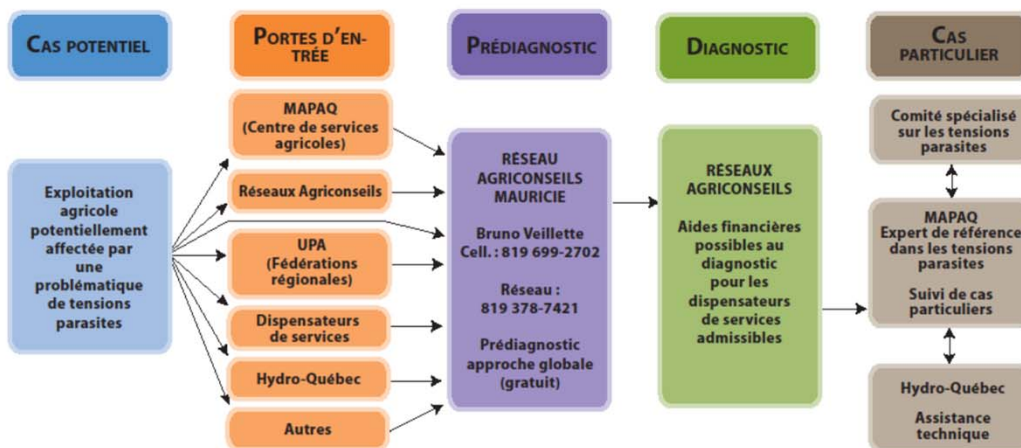 CAS POTENTIEL
PORTES D'EN-
TRÉE
PRÉDIAGNOSTIC
DIAGNOSTIC
CAS
PARTICULIER
Exploitation
agricole
potentiellement
affectée par
une
problématique
de tensions
parasites
MAPAQ
(Centre de services
agricoles)
Réseaux Agriconseils
UPA
(Fédérations
régionales)
Dispensateurs
de services
Hydro-Québec
Autres
RÉSEAU
AGRICONSEILS
MAURICIE
Bruno Veillette
Cell. : 819 699-2702
Réseau :
819 378-7421
Prédiagnostic
approche globale
(gratuit)
RÉSEAUX
AGRICONSEILS
Aides financières
possibles au
diagnostic
pour les
dispensateurs
de services
admissibles
Comité spécialisé
sur les tensions
parasites
MAPAQ
Expert de référence
dans les tensions
parasites
Suivi de cas
particuliers
Hydro-Québec
Assistance
technique